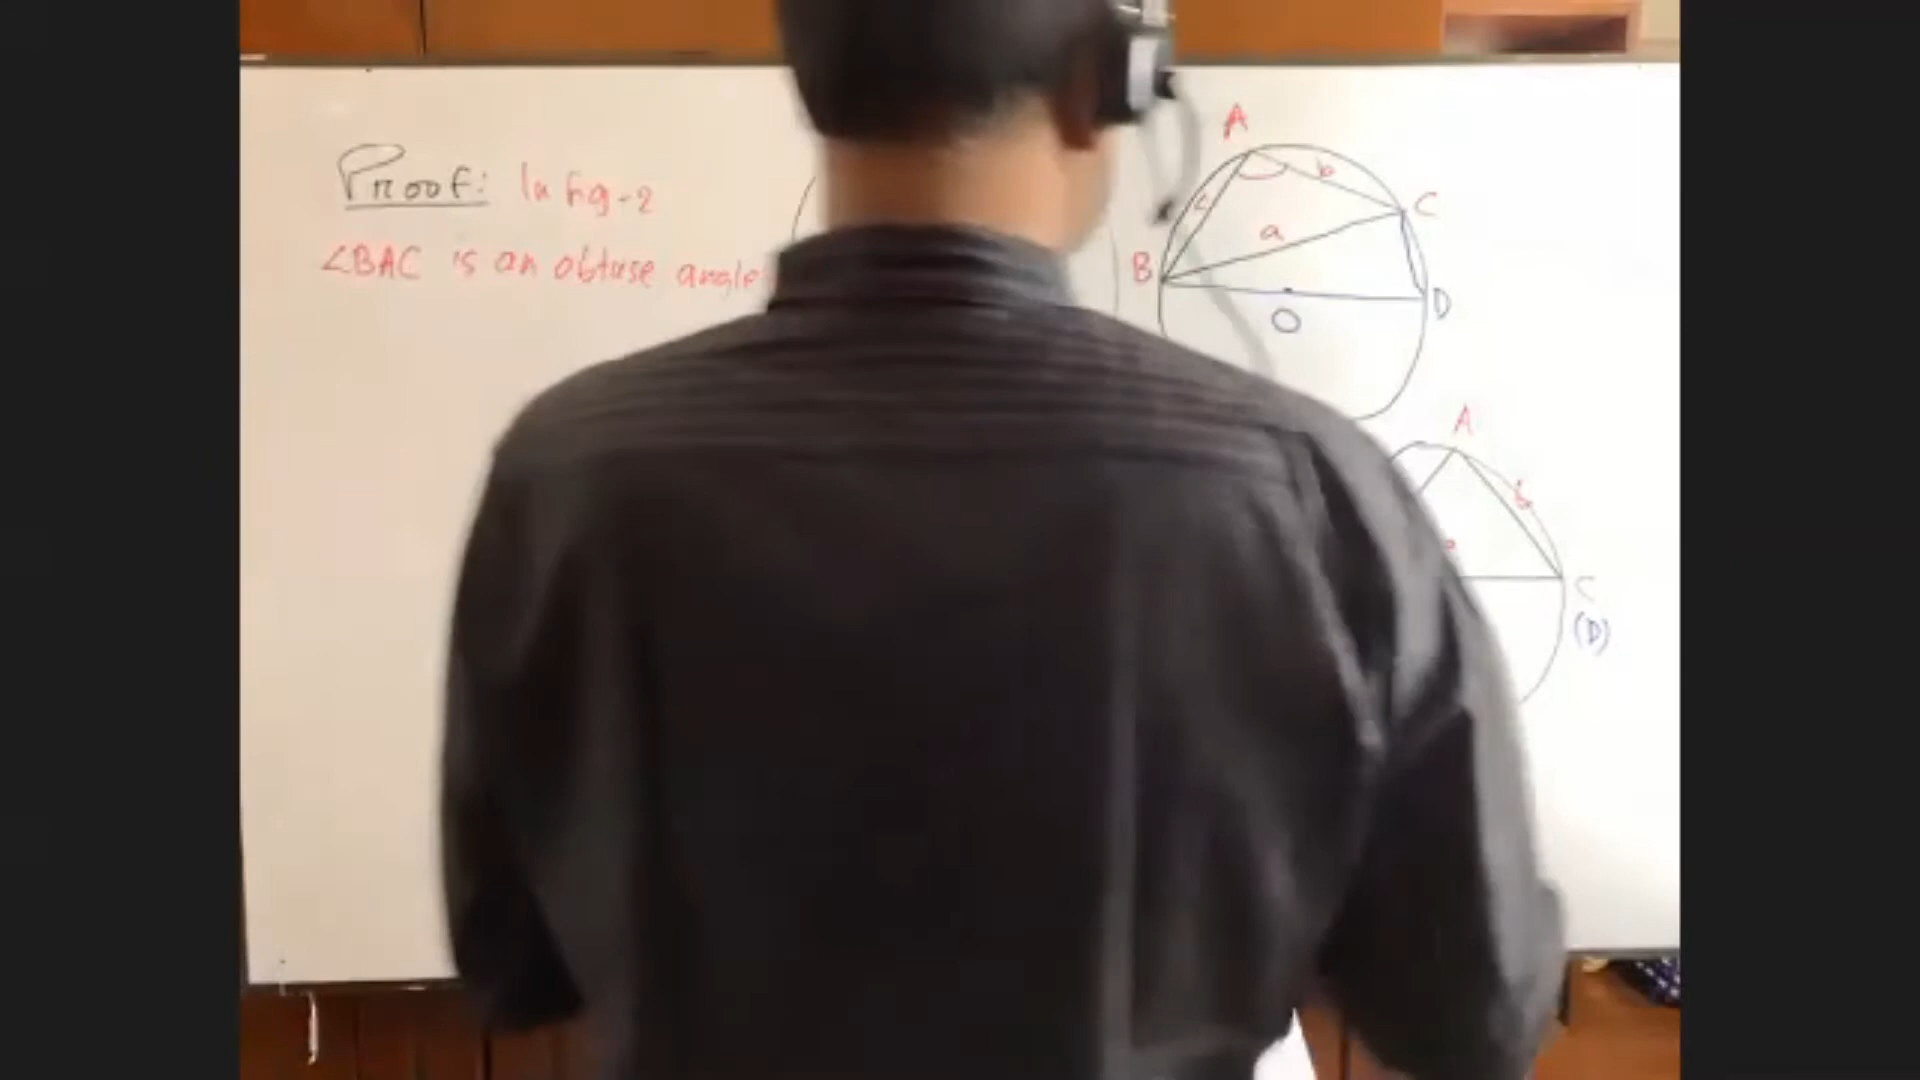 Proof: In fig-2
∠BAC is an obtuse angle
A
b
c
C
a
B
D
O
A
b
a
C
(D)